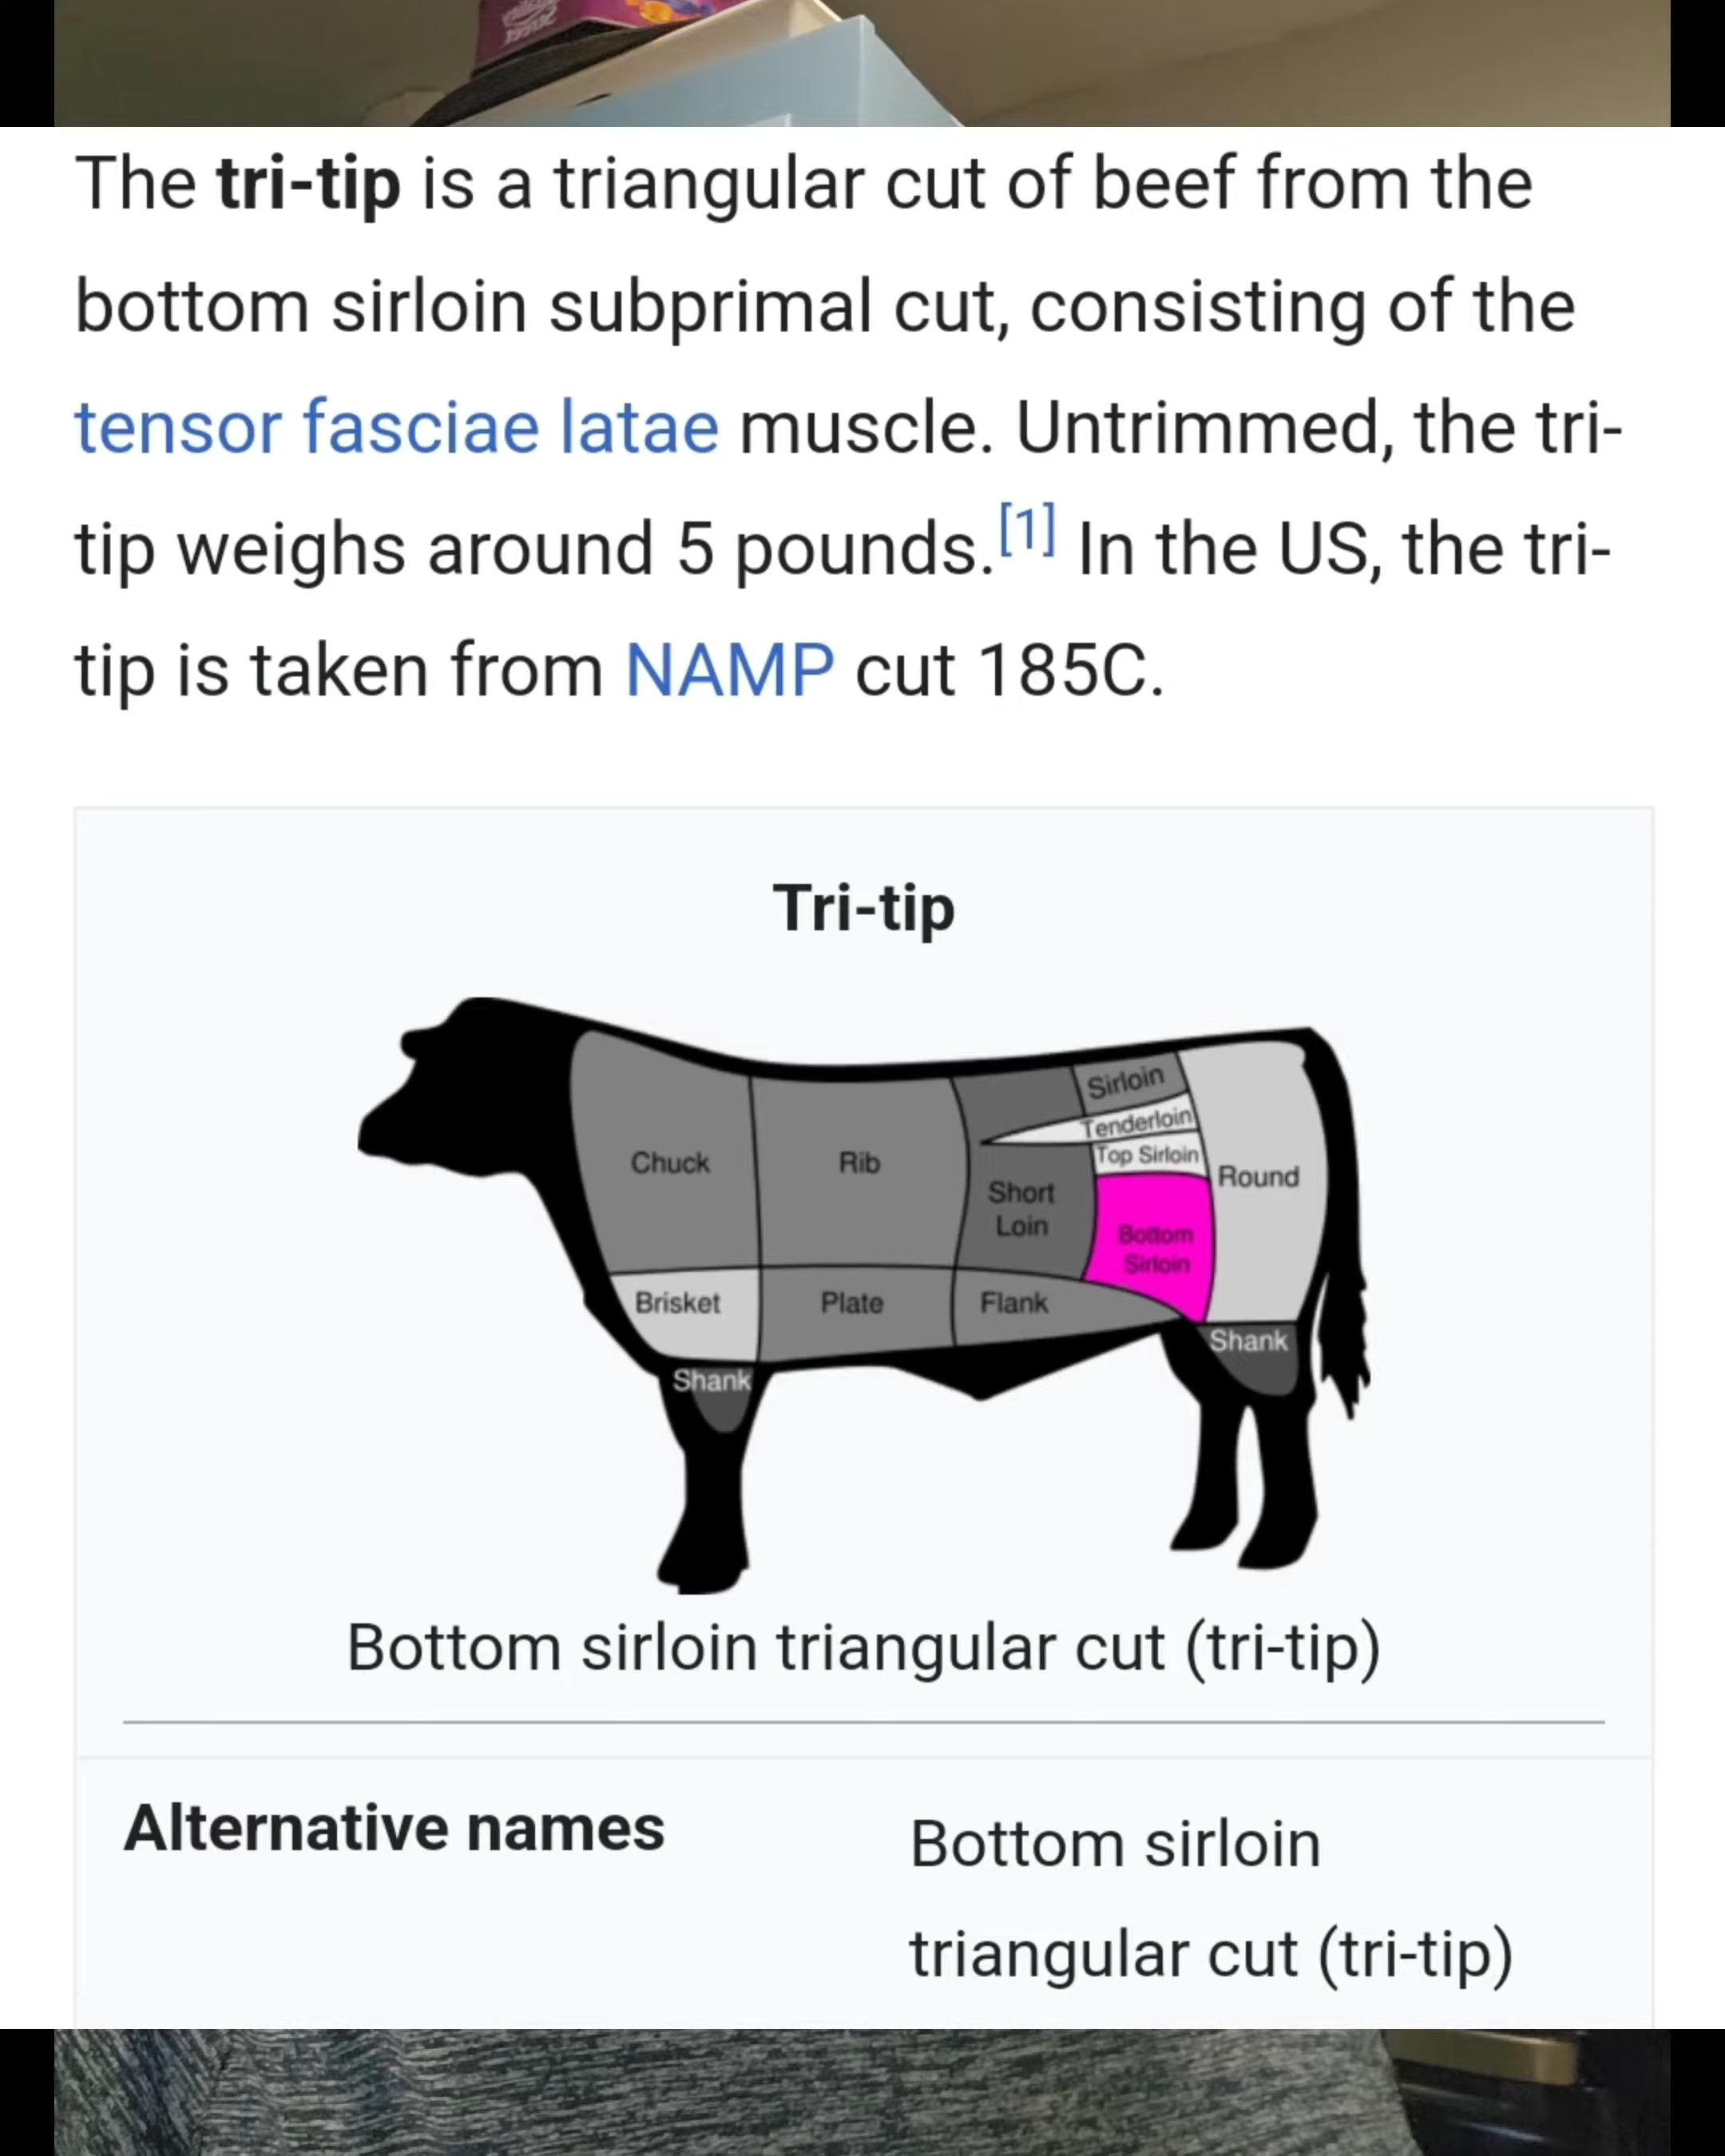 The tri-tip is a triangular cut of beef from the
bottom sirloin subprimal cut, consisting of the
tensor fasciae latae muscle. Untrimmed, the tri-
tip weighs around 5 pounds.[1] In the US, the tri-
tip is taken from NAMP cut 185C.
Tri-tip
Chuck
Rib
Short
Loin
Sirloin
Tenderloin
Top Sirloin
Bottom
Sirloin
Round
Brisket
Plate
Flank
Shank
Shank
Bottom sirloin triangular cut (tri-tip)
Alternative names
Bottom sirloin
triangular cut (tri-tip)